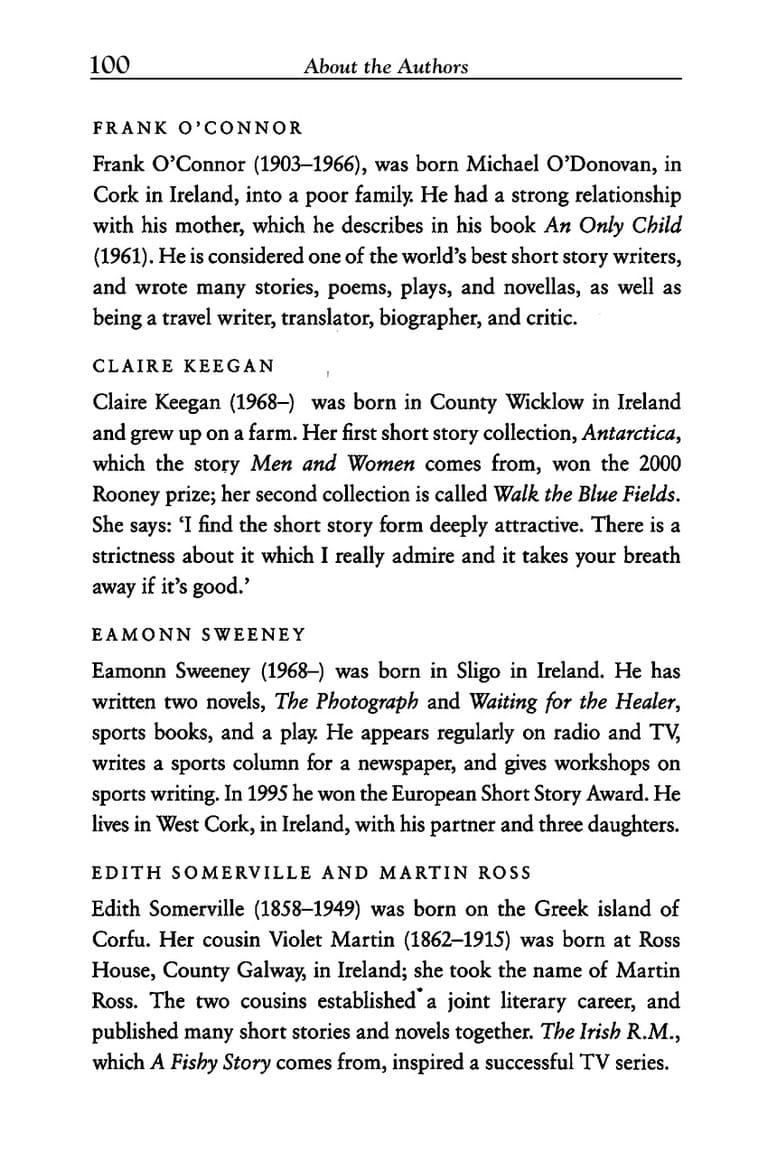 100 About the Authors
FRANK O'CONNOR
Frank O'Connor (1903–1966), was born Michael O'Donovan, in
Cork in Ireland, into a poor family. He had a strong relationship
with his mother, which he describes in his book An Only Child
(1961). He is considered one of the world's best short story writers,
and wrote many stories, poems, plays, and novellas, as well as
being a travel writer, translator, biographer, and critic.
CLAIRE KEEGAN
Claire Keegan (1968–) was born in County Wicklow in Ireland
and grew up on a farm. Her first short story collection, Antarctica,
which the story Men and Women comes from, won the 2000
Rooney prize; her second collection is called Walk the Blue Fields.
She says: ‘I find the short story form deeply attractive. There is a
strictness about it which I really admire and it takes your breath
away if it's good.’
EAMONN SWEENEY
Eamonn Sweeney (1968–) was born in Sligo in Ireland. He has
written two novels, The Photograph and Waiting for the Healer,
sports books, and a play. He appears regularly on radio and TV,
writes a sports column for a newspaper, and gives workshops on
sports writing. In 1995 he won the European Short Story Award. He
lives in West Cork, in Ireland, with his partner and three daughters.
EDITH SOMERVILLE AND MARTIN ROSS
Edith Somerville (1858–1949) was born on the Greek island of
Corfu. Her cousin Violet Martin (1862–1915) was born at Ross
House, County Galway, in Ireland; she took the name of Martin
Ross. The two cousins established a joint literary career, and
published many short stories and novels together. The Irish R.M.,
which A Fishy Story comes from, inspired a successful TV series.